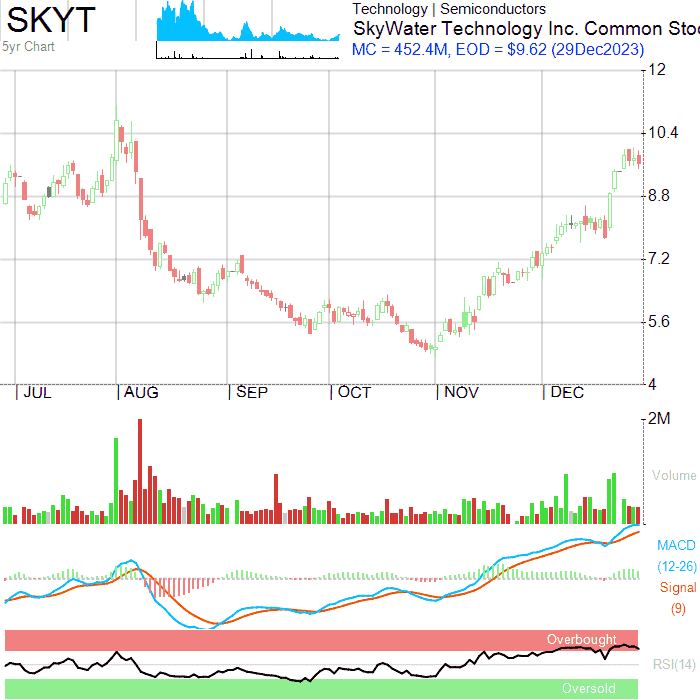 SKYT
5yr Chart
Technology | Semiconductors
SkyWater Technology Inc. Common Stoc
MC = 452.4M, EOD = $9.62 (29Dec2023)
12
10.4
8.8
7.2
5.6
4
JUL AUG SEP OCT NOV DEC
2M
Volume
MACD
(12-26)
Signal
(9)
Overbought
RSI(14)
Oversold